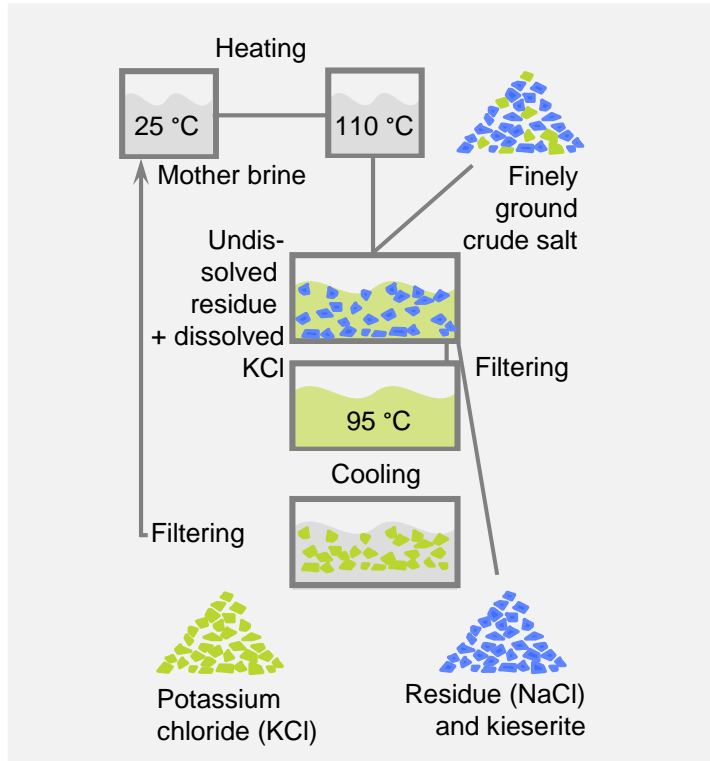 Heating
25 °C
110 °C
Mother brine
Finely
ground
crude salt
Undis-
solved
residue
+ dissolved
KCl
Filtering
95 °C
Cooling
Filtering
Potassium
chloride (KCl)
Residue (NaCl)
and kieserite